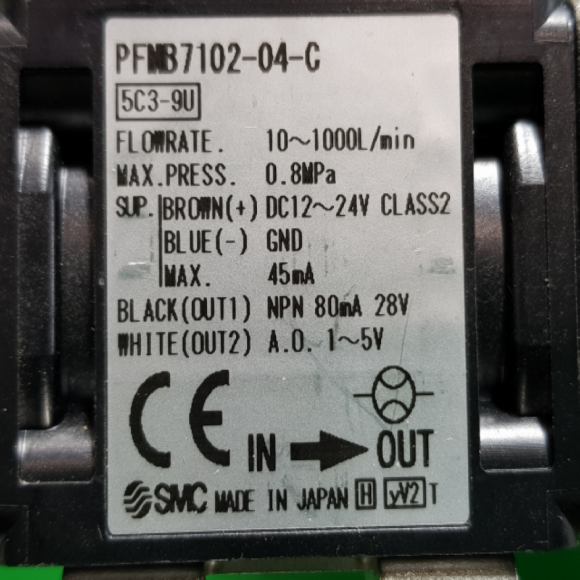 PFMB7102-04-C
5C3-9U
FLOWRATE. 10~1000L/min
MAX.PRESS. 0.8MPa
SUP. BROWN(+) DC12~24V CLASS2
BLUE(-) GND
MAX. 45mA
BLACK(OUT1) NPN 80mA 28V
WHITE(OUT2) A.O. 1~5V
CE IN OUT
SMC MADE IN JAPAN H yV2 T